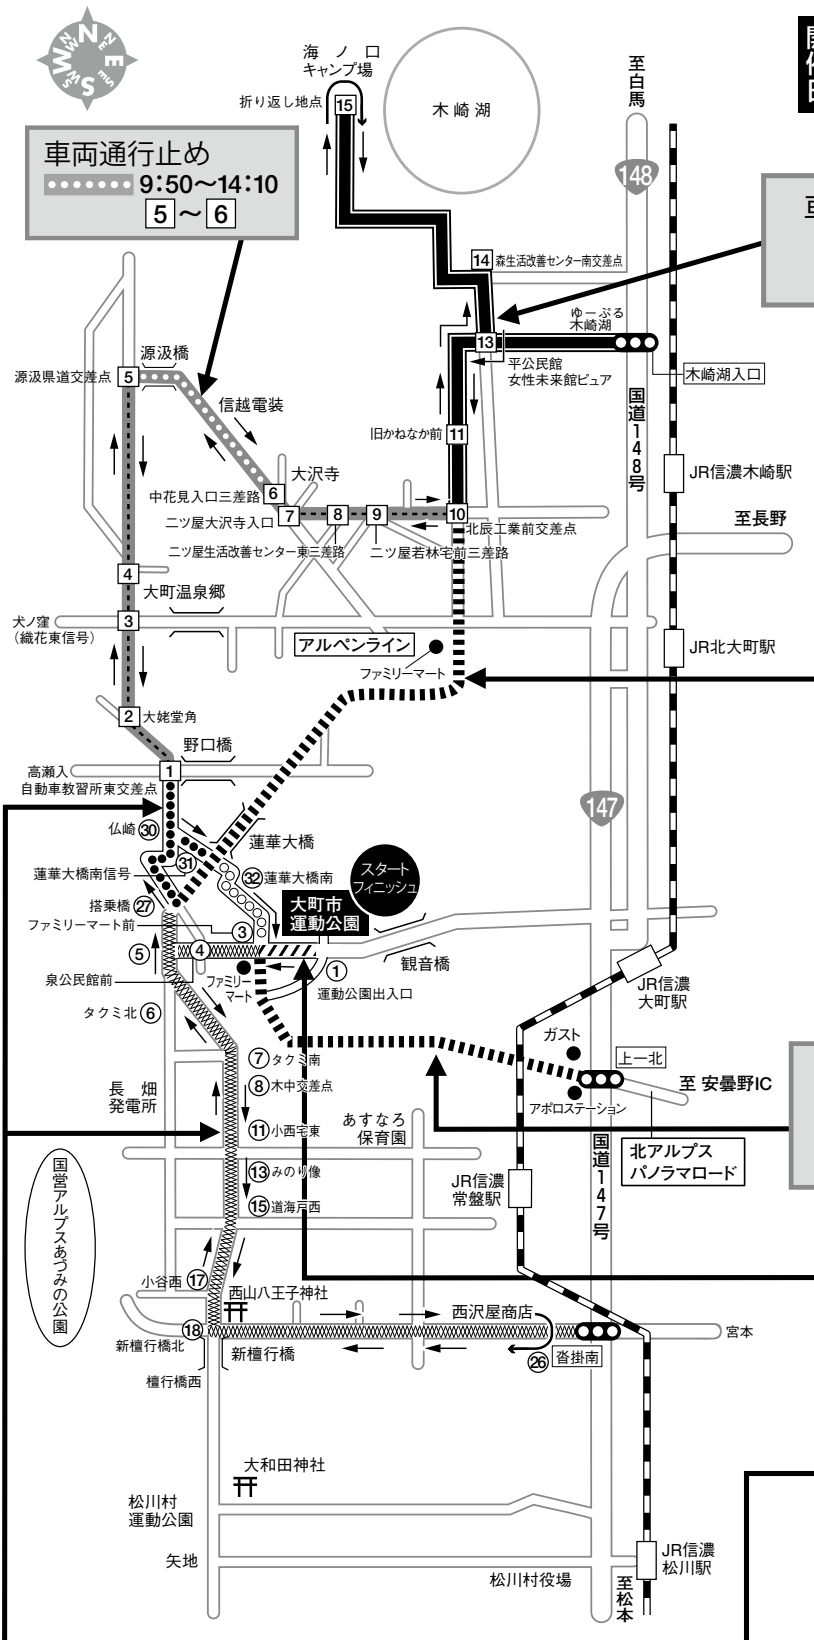 N
NE
E
SE
S
SW
W
NW
海ノ口
キャンプ場
折り返し地点
15
木崎湖
至白馬
148
車両通行止め
9:50〜14:10
5 〜 6
14
森生活改善センター南交差点
ゆーぷる
木崎湖
13
平公民館
女性未来館ピュア
木崎湖入口
国道148号
源汲橋
源汲県道交差点
5
信越電装
旧かねなか前
11
大沢寺
中花見入口三差路
6
JR信濃木崎駅
二ツ屋大沢寺入口
7
8
9
10
北辰工業前交差点
至長野
二ツ屋生活改善センター東三差路
二ツ屋若林宅前三差路
4
大町温泉郷
犬ノ窪
(織花東信号)
3
アルペンライン
ファミリーマート
JR北大町駅
2
大姥堂角
野口橋
高瀬入
1
自動車教習所東交差点
147
仏崎
30
蓮華大橋
31
蓮華大橋南信号
32
蓮華大橋南
スタート
フィニッシュ
搭乗橋
27
大町市
運動公園
ファミリーマート前
3
5
4
観音橋
泉公民館前
ファミリー
マート
1
運動公園出入口
JR信濃
大町駅
タクミ北
6
ガスト
7
タクミ南
上一北
8
木中交差点
至 安曇野IC
長畑
発電所
アポロステーション
あすなろ
保育園
11
小西宅東
国道147号
北アルプス
パノラマロード
13
みのり像
JR信濃
常盤駅
国営アルプスあづみの公園
15
道海戸西
小谷西
17
西山八王子神社
西沢屋商店
18
新檀行橋北
新檀行橋
26
沓掛南
宮本
檀行橋西
大和田神社
松川村
運動公園
矢地
松川村役場
JR信濃
松川駅
至松本